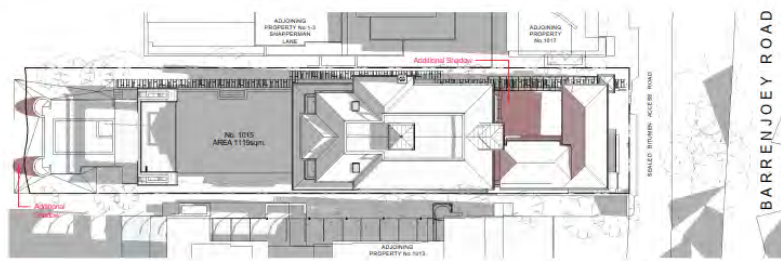 ADJOINING
PROPERTY No 1-3
SHAPPERMAN
LANE
ADJOINING
PROPERTY
No.1017
Additional Shadow
No. 1015
AREA 1119sqm.
Additional
Shadow
ADJOINING
PROPERTY No.1013
SEALED BITUMEN ACCESS ROAD
BARRENJOEY ROAD